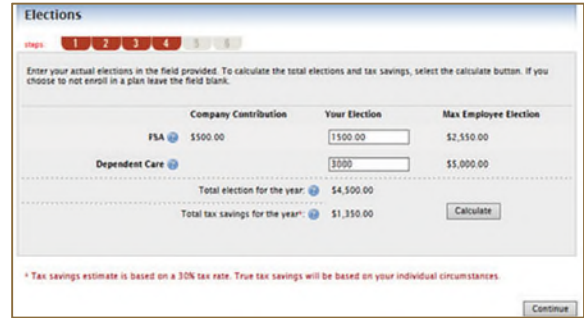 Elections
steps: 1 2 3 4 5 6
Enter your actual elections in the field provided. To calculate the total elections and tax savings, select the calculate button. If you
choose to not enroll in a plan leave the field blank.
Company Contribution Your Election Max Employee Election
FSA ? $500.00 1500.00 $2,550.00
Dependent Care ? 3000 $5,000.00
Total election for the year: ? $4,500.00
Total tax savings for the year*: ? $1,350.00 Calculate
* Tax savings estimate is based on a 30% tax rate. True tax savings will be based on your individual circumstances.
Continue